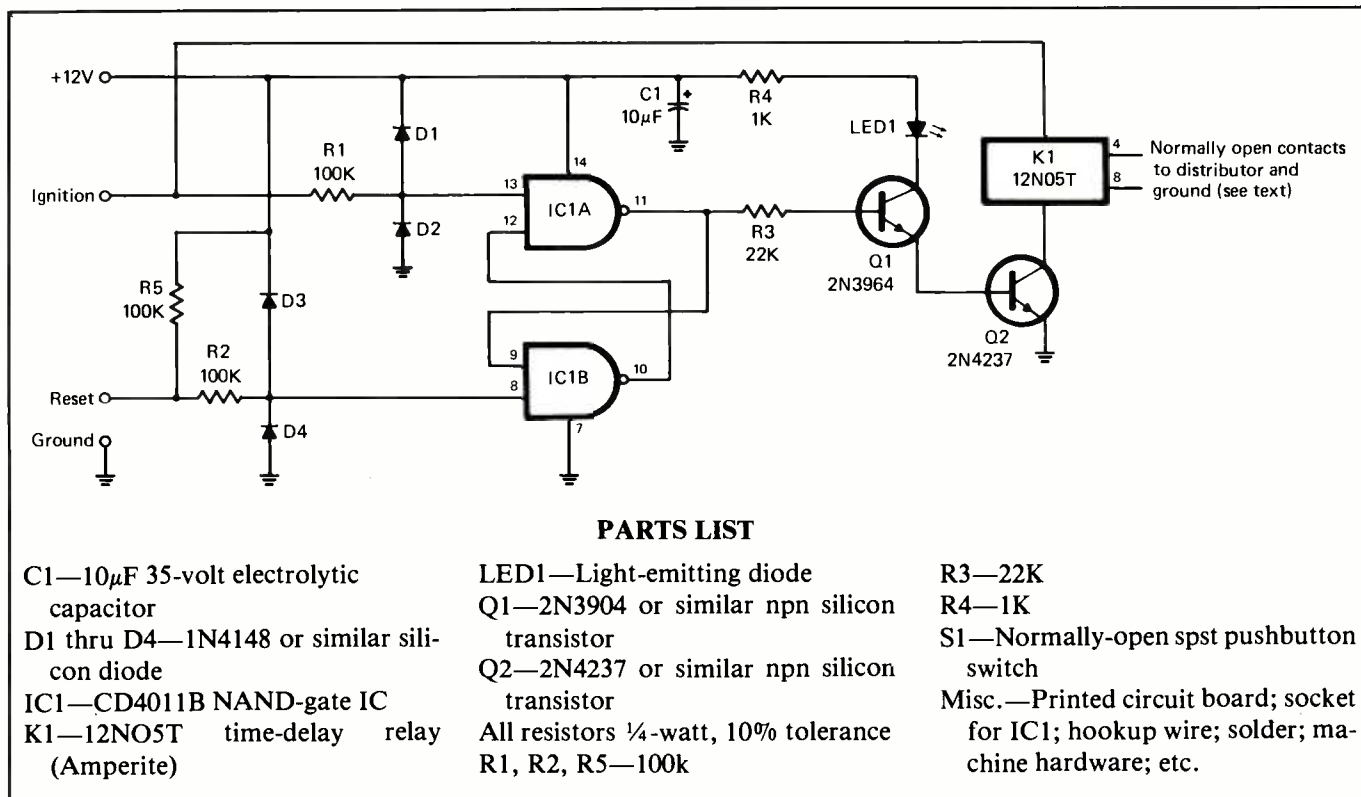 +12V
C1
10µF
R4
1K
LED1
D1
R1
100K
14
K1
12N05T
4
8
Normally open contacts
to distributor and
ground (see text)
Ignition
13
12
IC1A
11
D2
R3
22K
Q1
2N3964
R5
100K
D3
R2
100K
9
8
IC1B
10
Q2
2N4237
Reset
D4
7
Ground
PARTS LIST
C1—10µF 35-volt electrolytic
capacitor
D1 thru D4—1N4148 or similar sili-
con diode
IC1—CD4011B NAND-gate IC
K1—12NO5T time-delay relay
(Amperite)
LED1—Light-emitting diode
Q1—2N3904 or similar npn silicon
transistor
Q2—2N4237 or similar npn silicon
transistor
All resistors ¼-watt, 10% tolerance
R1, R2, R5—100k
R3—22K
R4—1K
S1—Normally-open spst pushbutton
switch
Misc.—Printed circuit board; socket
for IC1; hookup wire; solder; ma-
chine hardware; etc.